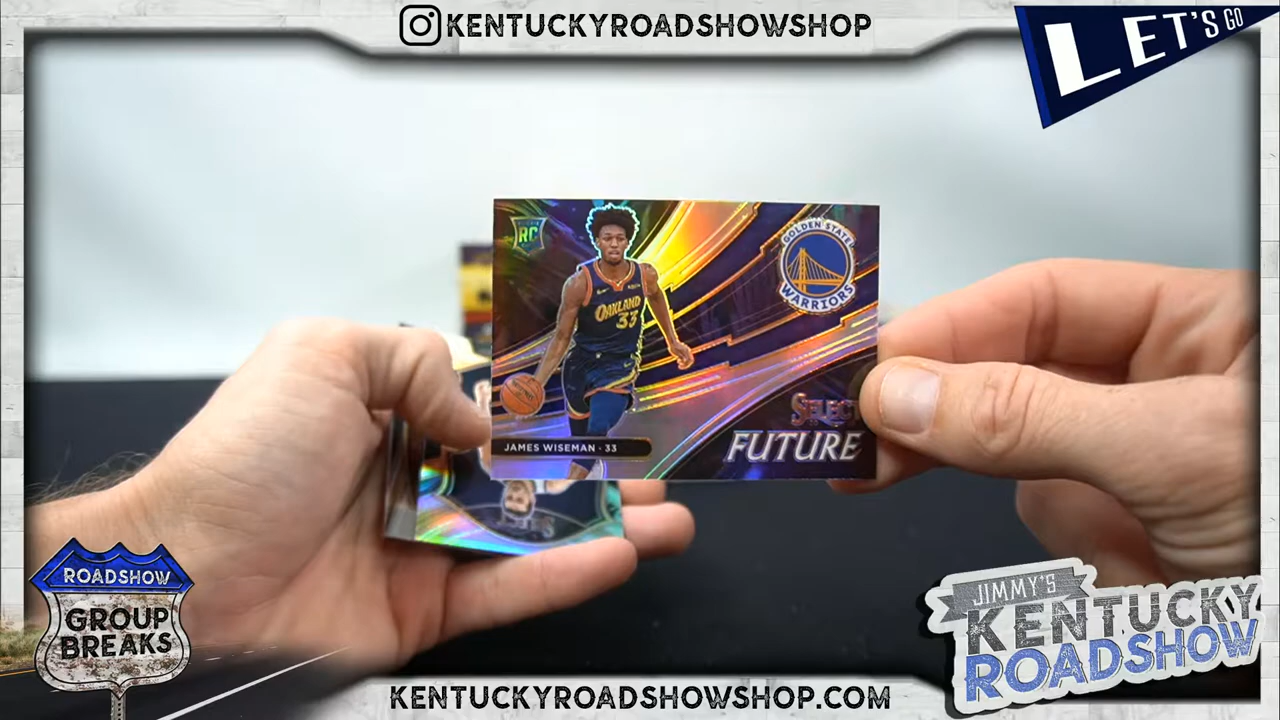 KENTUCKYROADSHOWSHOP
LET'S GO
RC
GOLDEN STATE
WARRIORS
OAKLAND
33
SELECT
FUTURE
JAMES WISEMAN • 33
ROADSHOW
GROUP
BREAKS
JIMMY'S
KENTUCKY
ROADSHOW
KENTUCKYROADSHOWSHOP.COM